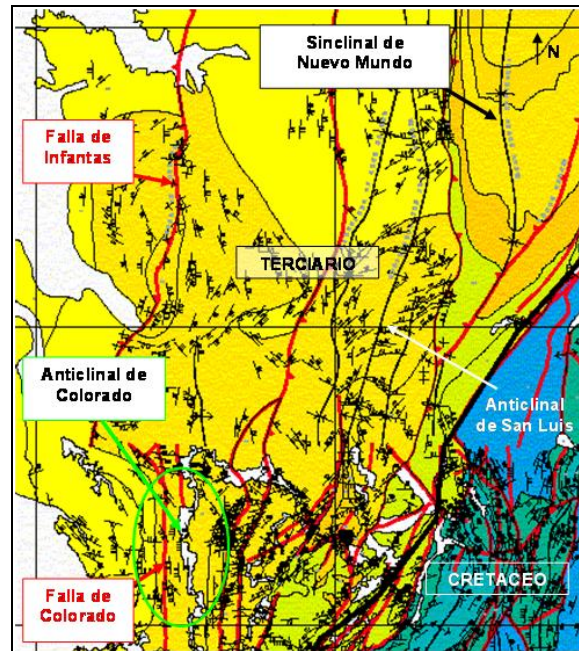 Sinclinal de
Nuevo Mundo
N
Falla de
Infantas
TERCIARIO
Anticlinal de
Colorado
Anticlinal
de San Luis
CRETACEO
Falla de
Colorado